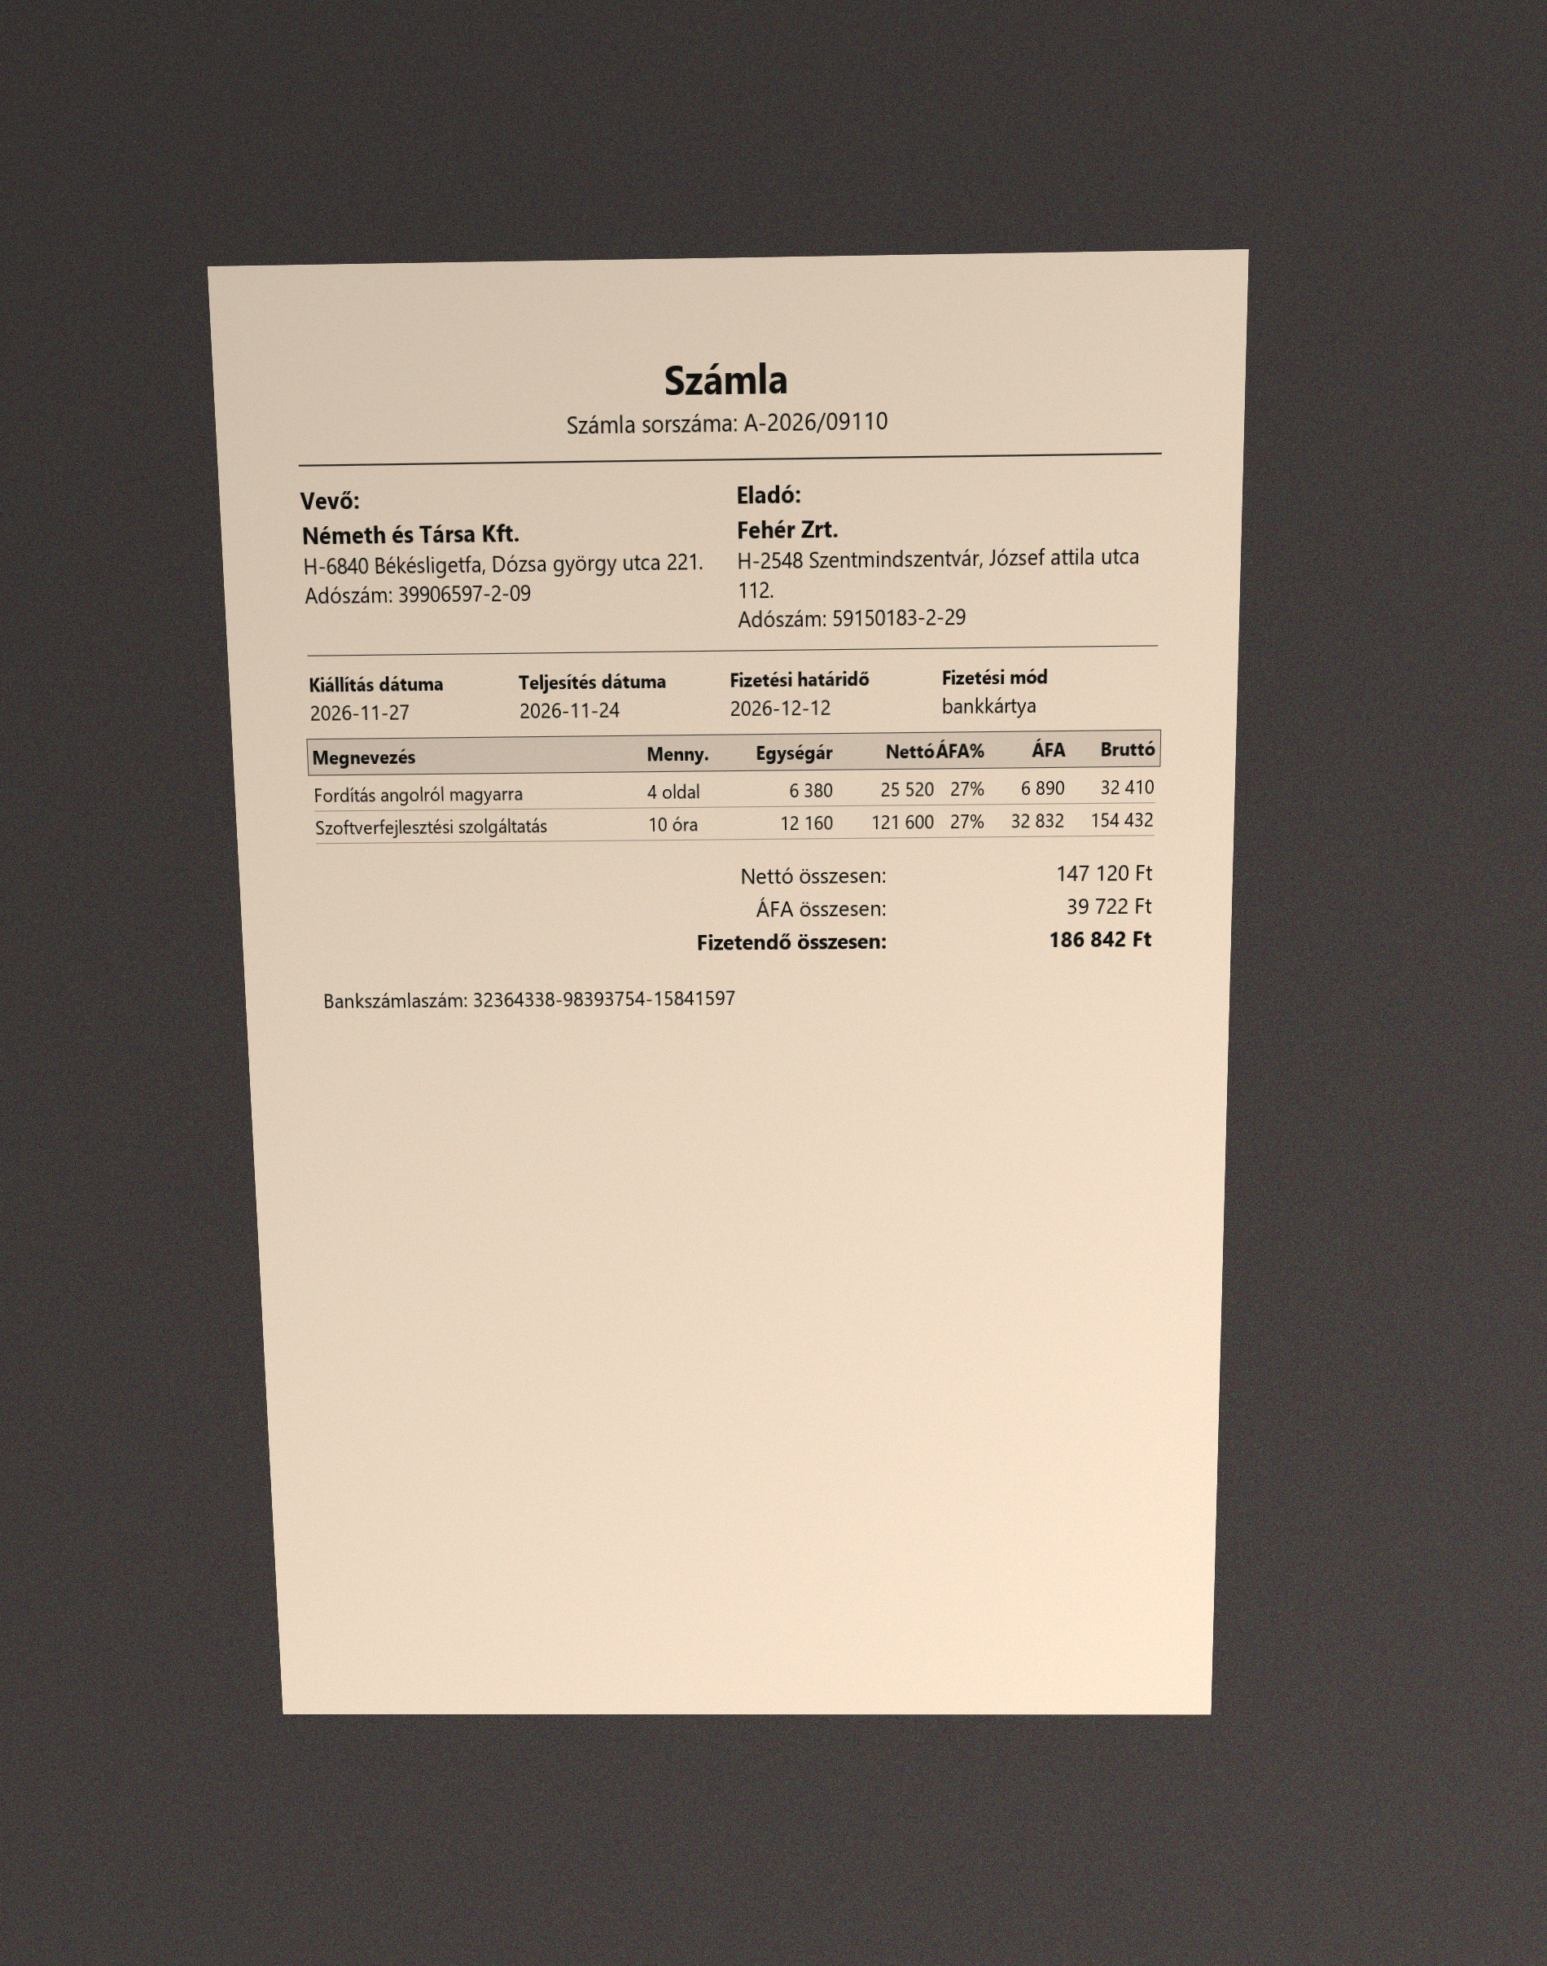 Számla
Számla sorszáma: A-2026/09110
Vevő:
Németh és Társa Kft.
H-6840 Békésligetfa, Dózsa györgy utca 221.
Adószám: 39906597-2-09
Eladó:
Fehér Zrt.
H-2548 Szentmindszentvár, József attila utca
112.
Adószám: 59150183-2-29
Kiállítás dátuma Teljesítés dátuma Fizetési határidő Fizetési mód
2026-11-27 2026-11-24 2026-12-12 bankkártya
Megnevezés Menny. Egységár Nettó ÁFA% ÁFA Bruttó
Fordítás angolról magyarra 4 oldal 6 380 25 520 27% 6 890 32 410
Szoftverfejlesztési szolgáltatás 10 óra 12 160 121 600 27% 32 832 154 432
Nettó összesen: 147 120 Ft
ÁFA összesen: 39 722 Ft
Fizetendő összesen: 186 842 Ft
Bankszámlaszám: 32364338-98393754-15841597